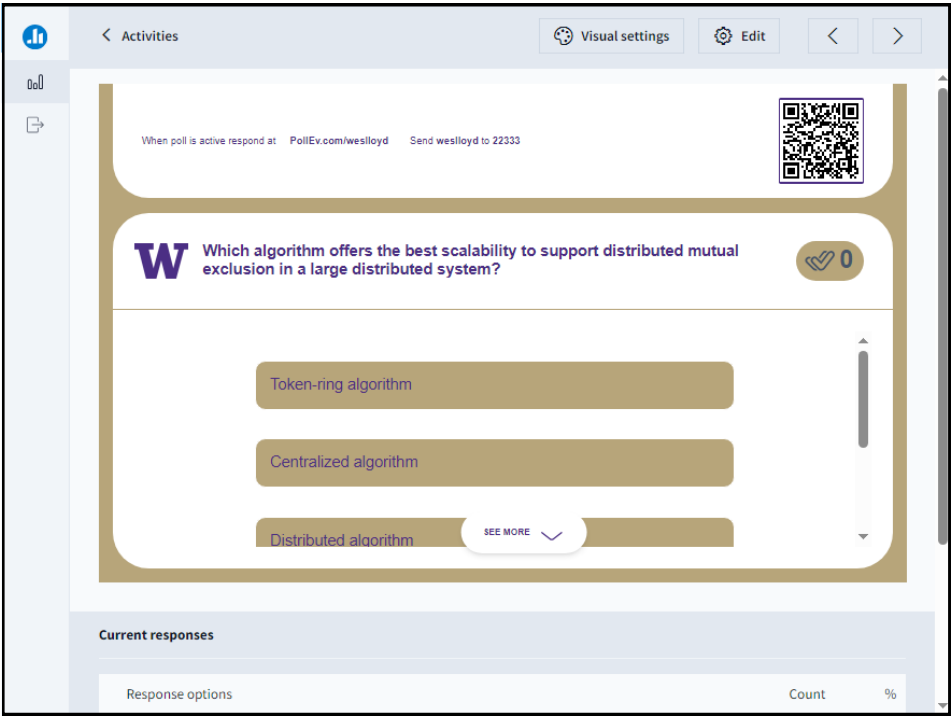 Activities
Visual settings
Edit
When poll is active respond at PollEv.com/weslloyd Send weslloyd to 22333
W
Which algorithm offers the best scalability to support distributed mutual
exclusion in a large distributed system?
0
Token-ring algorithm
Centralized algorithm
Distributed algorithm
SEE MORE
Current responses
Response options Count %